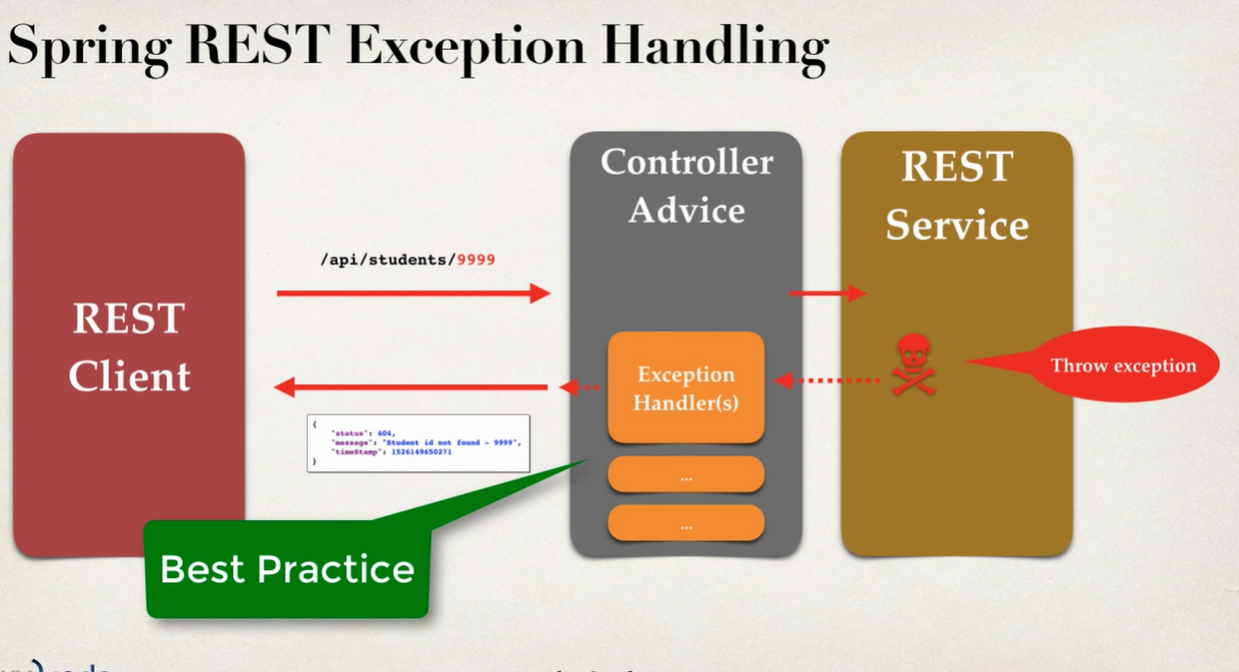 Spring REST Exception Handling
REST
Client
/api/students/9999
{
"status": 404,
"message": "Student id not found - 9999",
"timeStamp": 1526149650271
}
Controller
Advice
Exception
Handler(s)
...
...
REST
Service
Throw exception
Best Practice